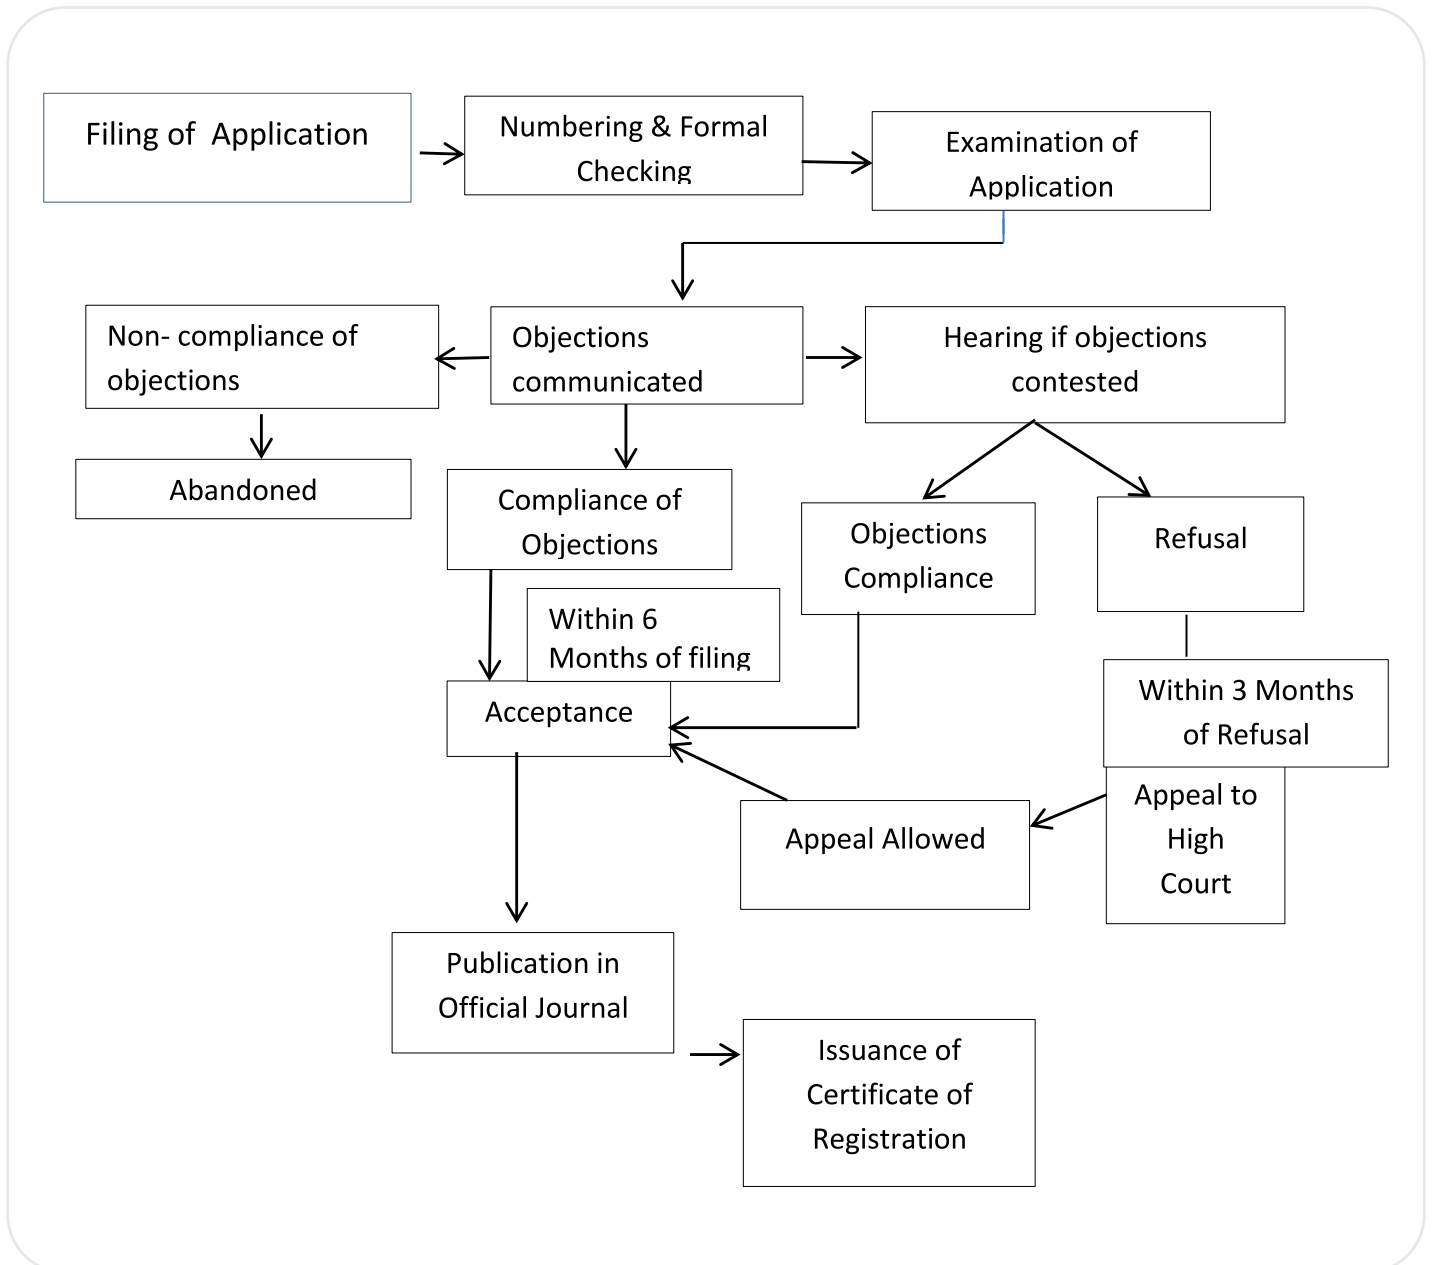 Filing of  Application
Numbering & Formal
Checking
Examination of
Application
Non- compliance of
objections
Objections
communicated
Hearing if objections
contested
Abandoned
Compliance of
Objections
Objections
Compliance
Refusal
Within 6
Months of filing
Acceptance
Within 3 Months
of Refusal
Appeal to
High
Court
Appeal Allowed
Publication in
Official Journal
Issuance of
Certificate of
Registration